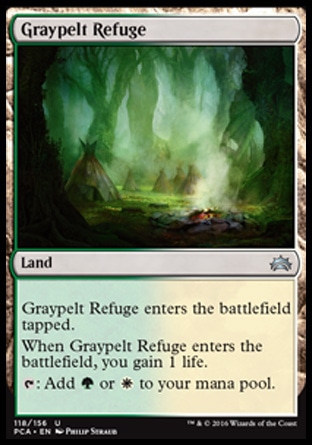 Graypelt Refuge
Land
Graypelt Refuge enters the battlefield
tapped.
When Graypelt Refuge enters the
battlefield, you gain 1 life.
: Add or to your mana pool.
118/156 U
PCA • EN PHILIP STRAUB
™ & © 2016 Wizards of the Coast